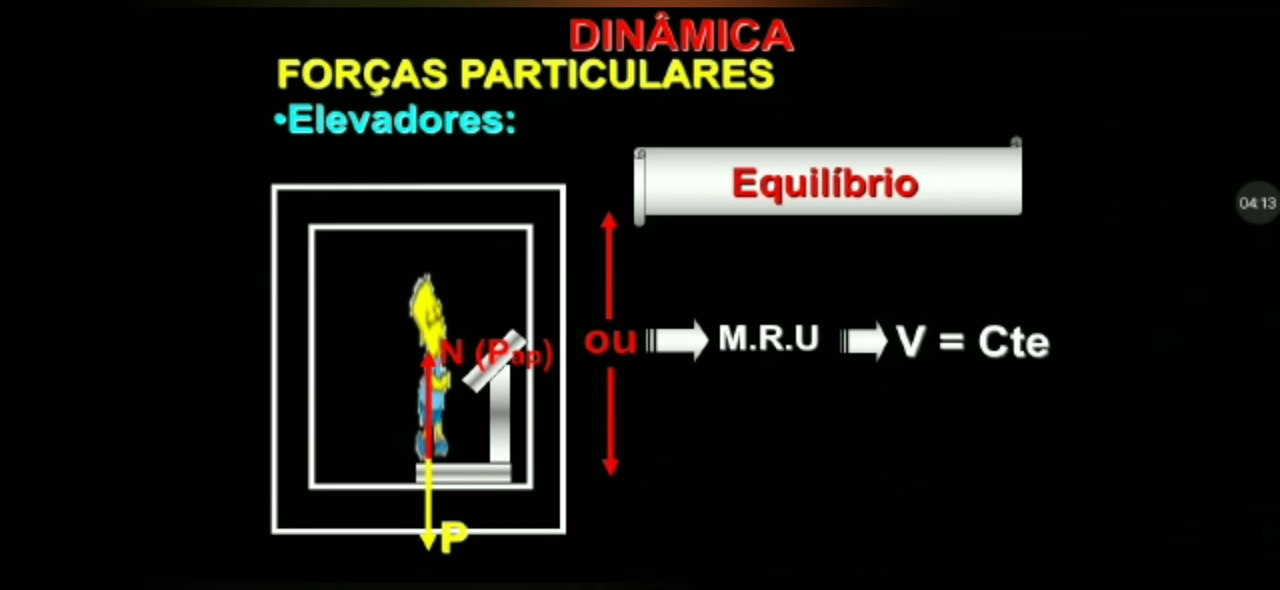 DINÂMICA
FORÇAS PARTICULARES
•Elevadores:
Equilíbrio
04:13
N (Pap)
ou
M.R.U
V = Cte
P